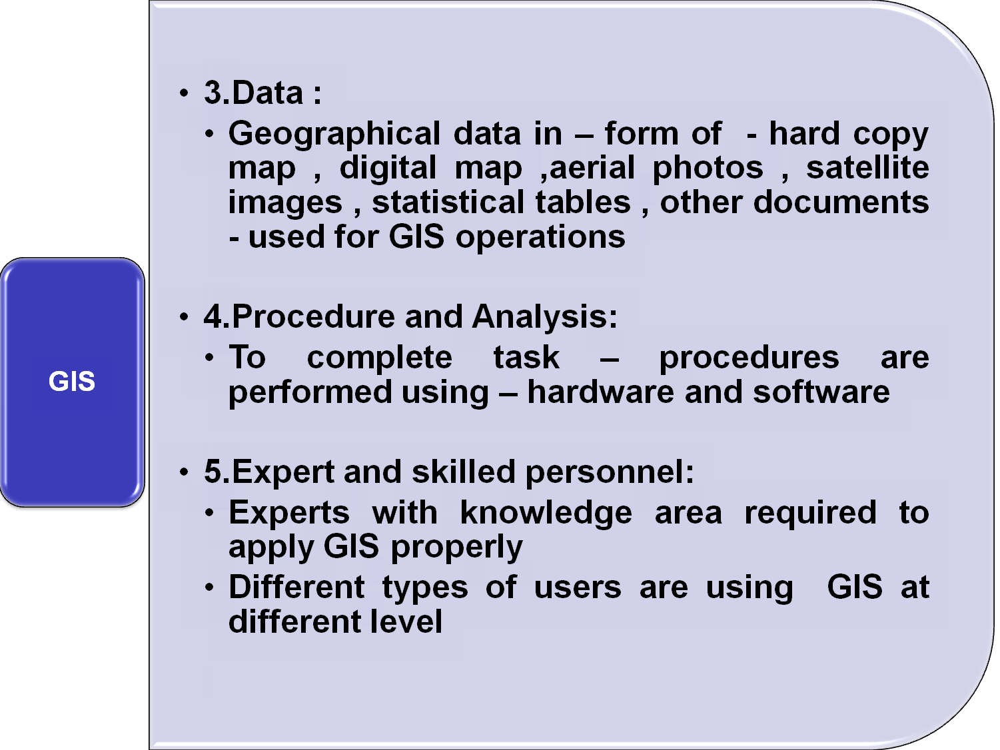 GIS
• 3.Data :
• Geographical data in – form of  - hard copy
map , digital map ,aerial photos , satellite
images , statistical tables , other documents
- used for GIS operations
• 4.Procedure and Analysis:
• To complete task – procedures are
performed using – hardware and software
• 5.Expert and skilled personnel:
• Experts with knowledge area required to
apply GIS properly
• Different types of users are using  GIS at
different level